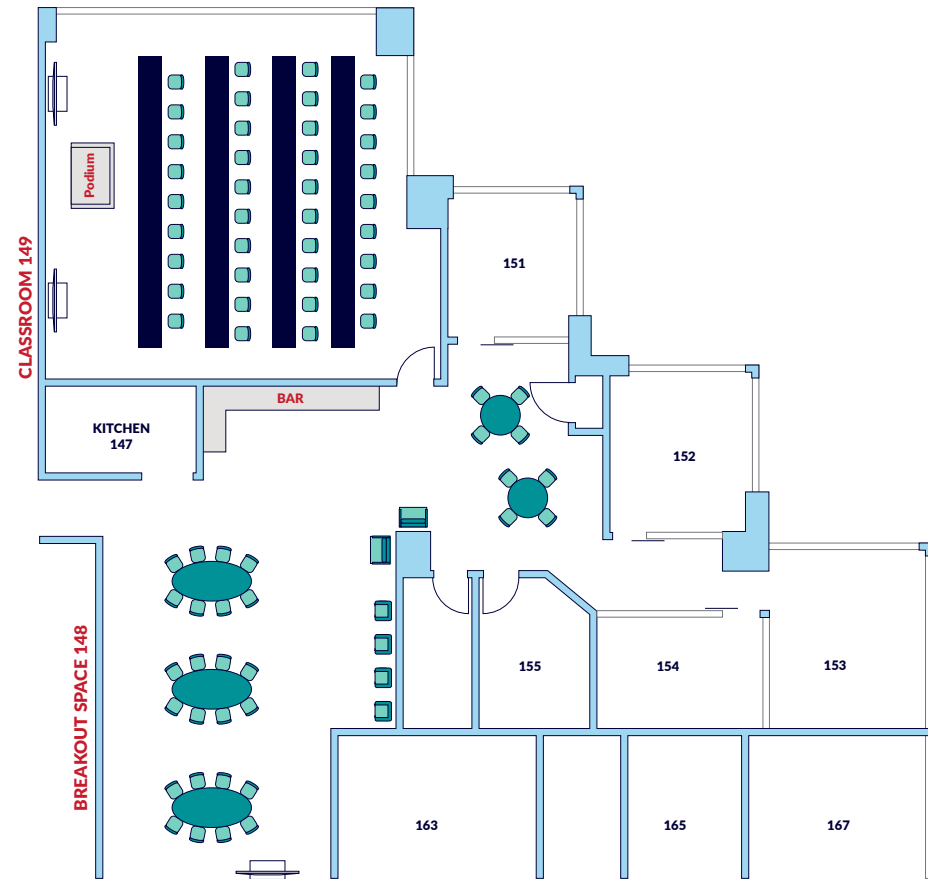 Podium
CLASSROOM 149
151
BAR
KITCHEN
147
152
BREAKOUT SPACE 148
155
154
153
163
165
167